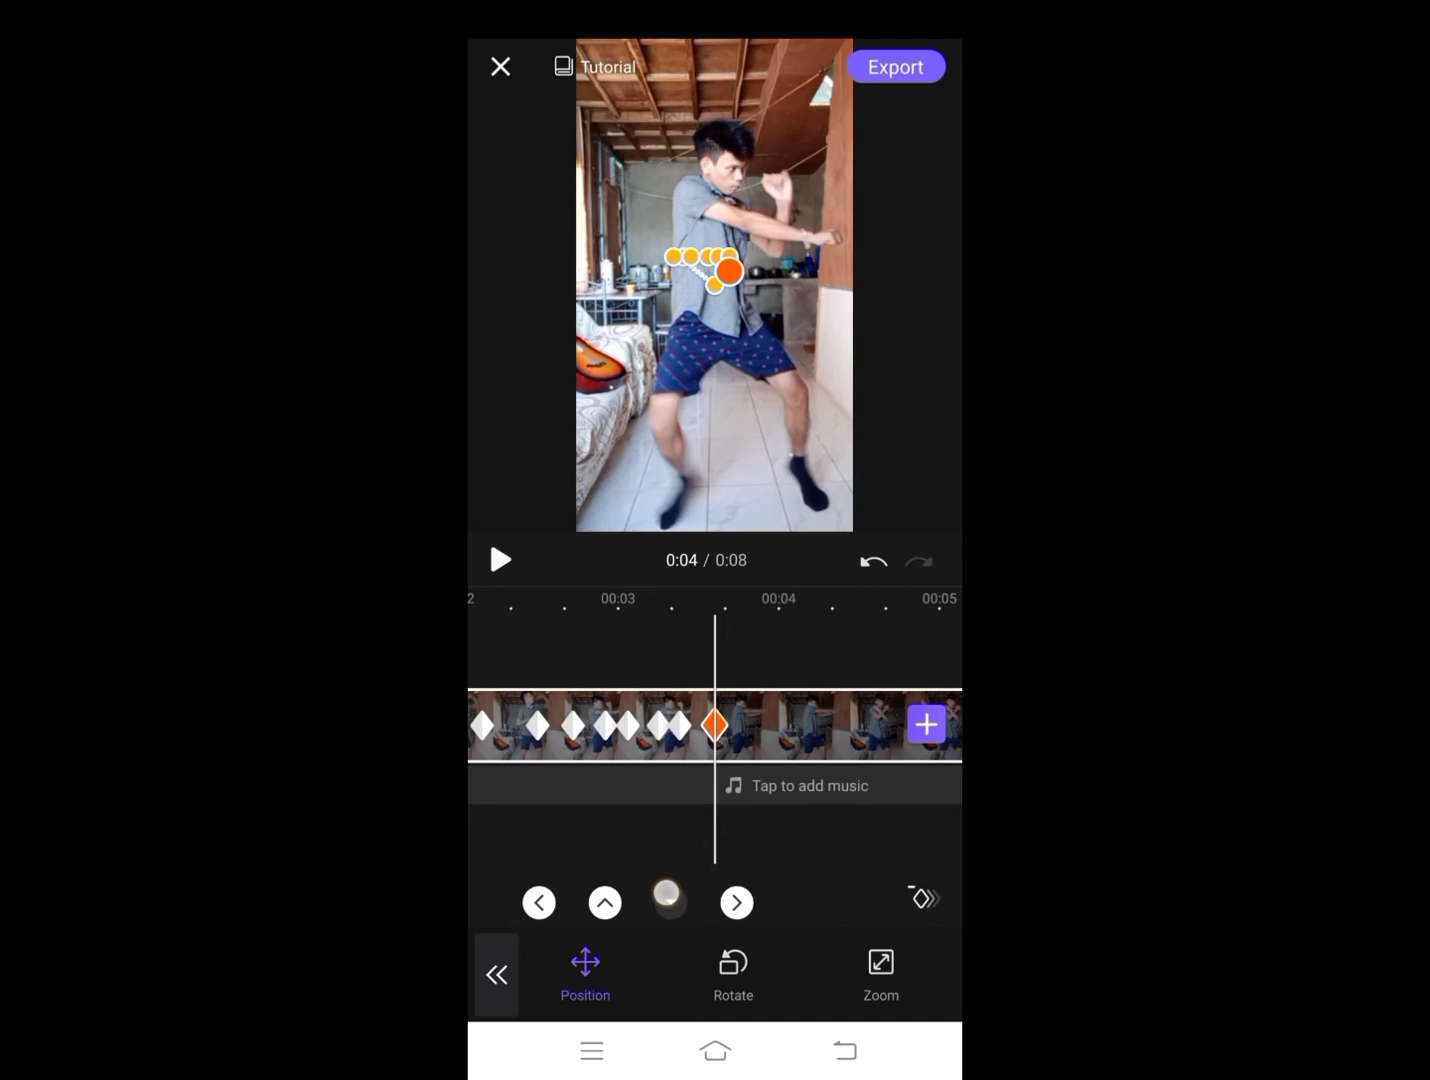 Tutorial
Export
0:04 / 0:08
2
00:03
00:04
00:05
Tap to add music
Position
Rotate
Zoom